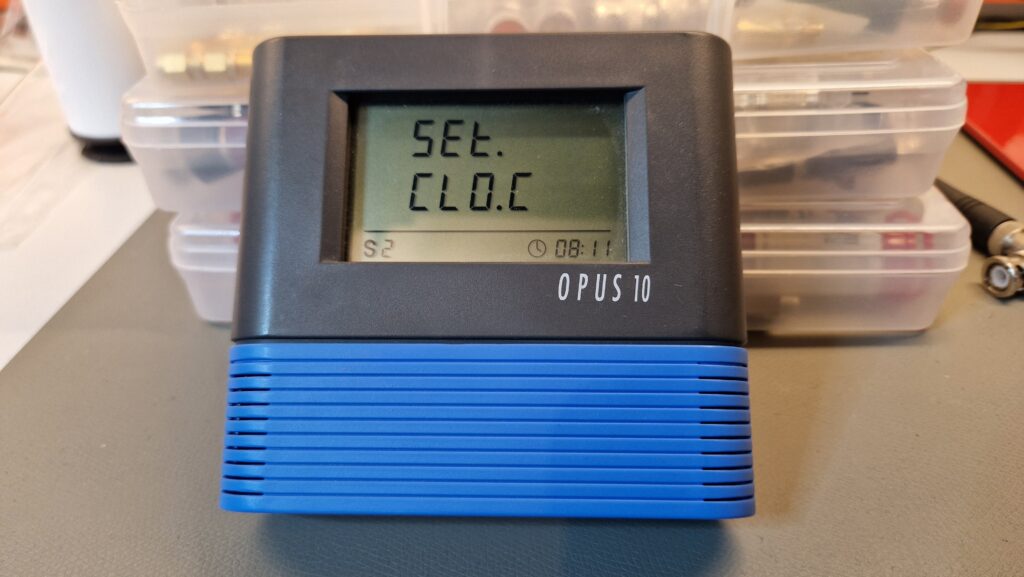 SEt.
CLO.C
S2 08:11
OPUS 10